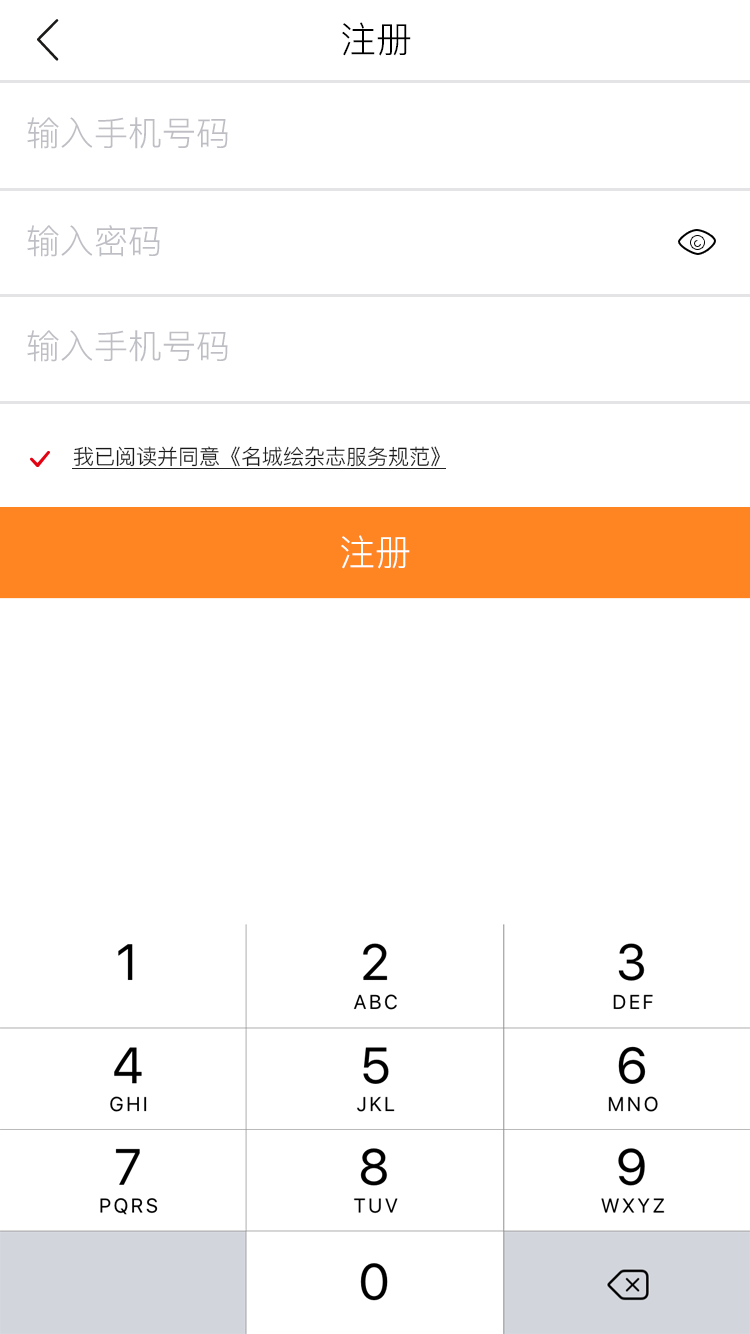 注册
输入手机号码
输入密码
输入手机号码
我已阅读并同意《名城绘杂志服务规范》
注册
1 2 3
ABC DEF
4 5 6
GHI JKL MNO
7 8 9
PQRS TUV WXYZ
0